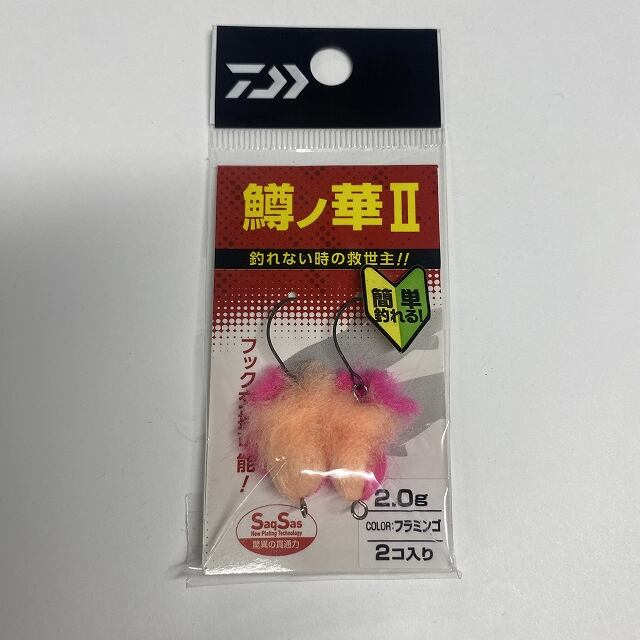 鱒ノ華II
釣れない時の救世主!!
簡単
釣れる!
フック
能!
2.0g
COLOR:フラミンゴ
2コ入り
SaqSas
New Plating Technology
驚異の貫通力